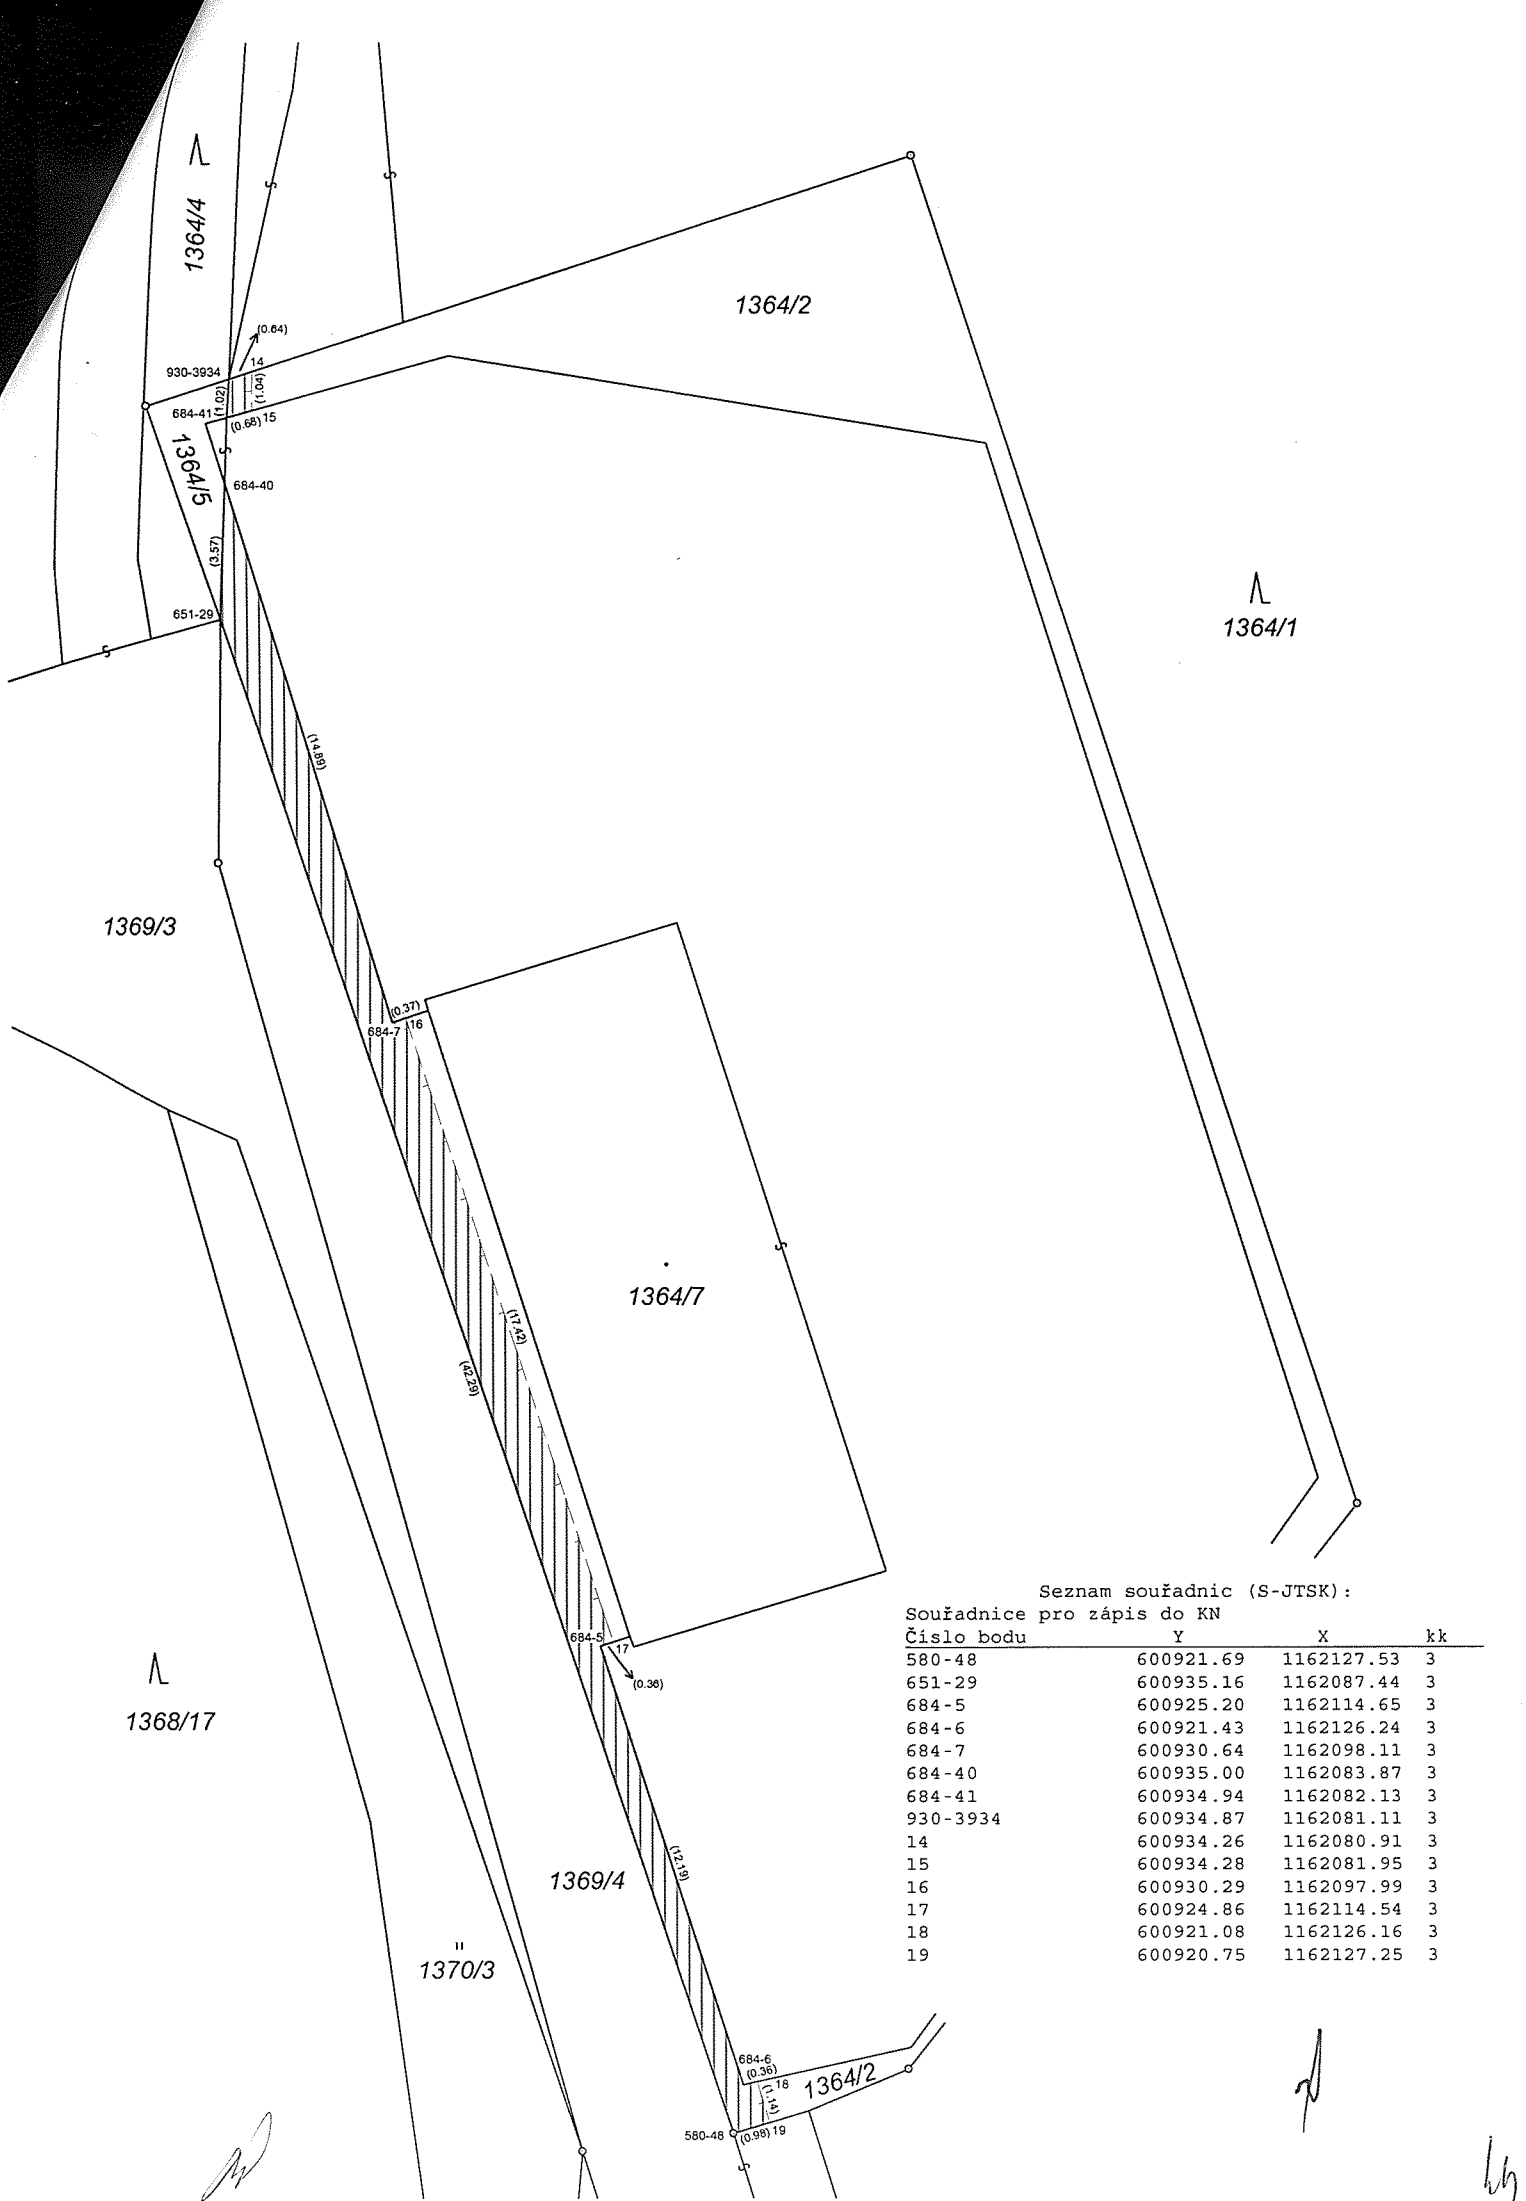 1364/4
1364/2
(0.64)
14
930-3934
(1.02)
(1.04)
684-41
(0.68) 15
1364/5
684-40
(3.57)
651-29
1364/1
(14.89)
1369/3
(0.37)
684-7 16
1364/7
(17.42)
(42.29)
Seznam souřadnic (S-JTSK):
Souřadnice pro zápis do KN
Číslo bodu Y X kk
580-48 600921.69 1162127.53 3
651-29 600935.16 1162087.44 3
684-5 600925.20 1162114.65 3
684-6 600921.43 1162126.24 3
684-7 600930.64 1162098.11 3
684-40 600935.00 1162083.87 3
684-41 600934.94 1162082.13 3
930-3934 600934.87 1162081.11 3
14 600934.26 1162080.91 3
15 600934.28 1162081.95 3
16 600930.29 1162097.99 3
17 600924.86 1162114.54 3
18 600921.08 1162126.16 3
19 600920.75 1162127.25 3
684-5
17
(0.36)
1368/17
(12.19)
1369/4
1370/3
684-6
(0.36)
18
1364/2
(1.14)
580-48 (0.98) 19